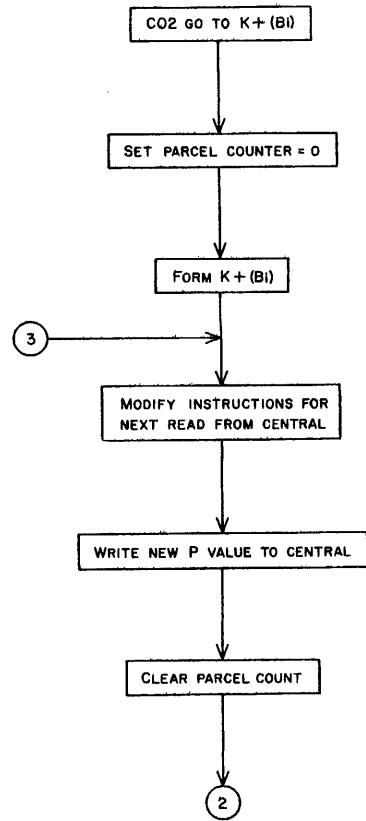 CO2 GO TO K+(Bi)
SET PARCEL COUNTER = 0
FORM K+(Bi)
3
MODIFY INSTRUCTIONS FOR
NEXT READ FROM CENTRAL
WRITE NEW P VALUE TO CENTRAL
CLEAR PARCEL COUNT
2